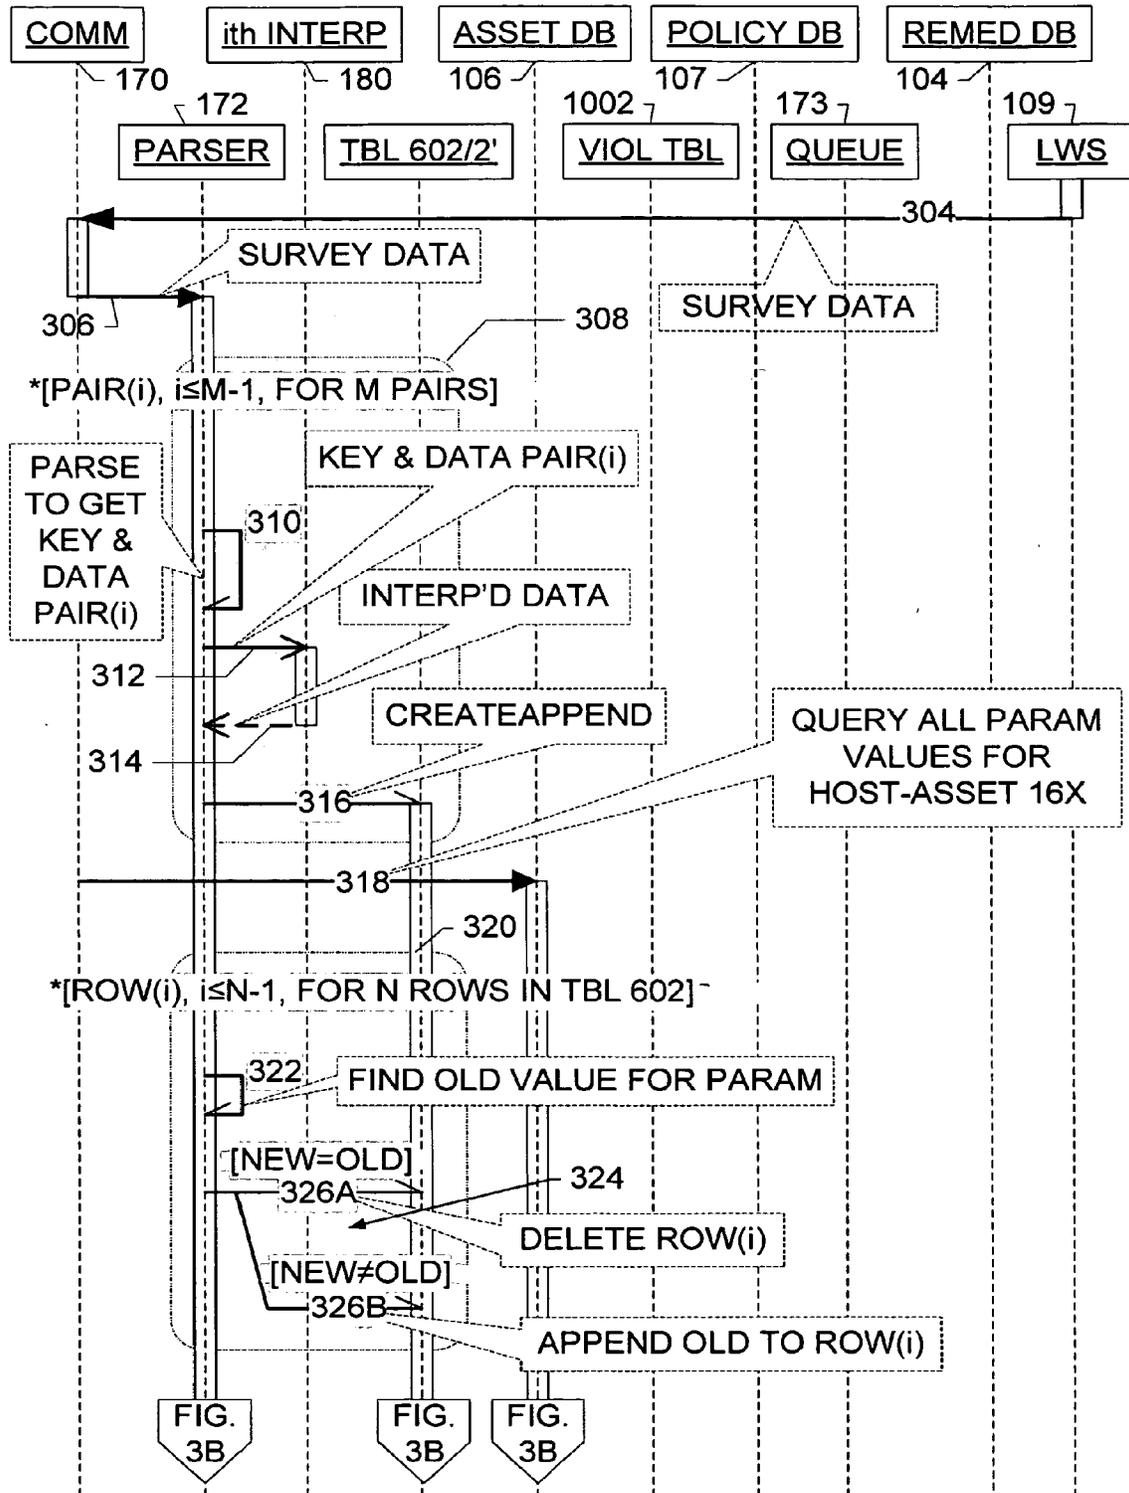 COMM
ith INTERP
ASSET DB
POLICY DB
REMED DB
170
180
106
107
104
172
1002
173
109
PARSER
TBL 602/2'
VIOL TBL
QUEUE
LWS
304
SURVEY DATA
SURVEY DATA
306
308
*[PAIR(i), i≤M-1, FOR M PAIRS]
KEY & DATA PAIR(i)
PARSE
TO GET
KEY &
DATA
PAIR(i)
310
INTERP'D DATA
312
CREATEAPPEND
314
QUERY ALL PARAM
VALUES FOR
HOST-ASSET 16X
316
318
320
*[ROW(i), i≤N-1, FOR N ROWS IN TBL 602]
322
FIND OLD VALUE FOR PARAM
[NEW=OLD]
326A
324
DELETE ROW(i)
[NEW≠OLD]
326B
APPEND OLD TO ROW(i)
FIG.
3B
FIG.
3B
FIG.
3B